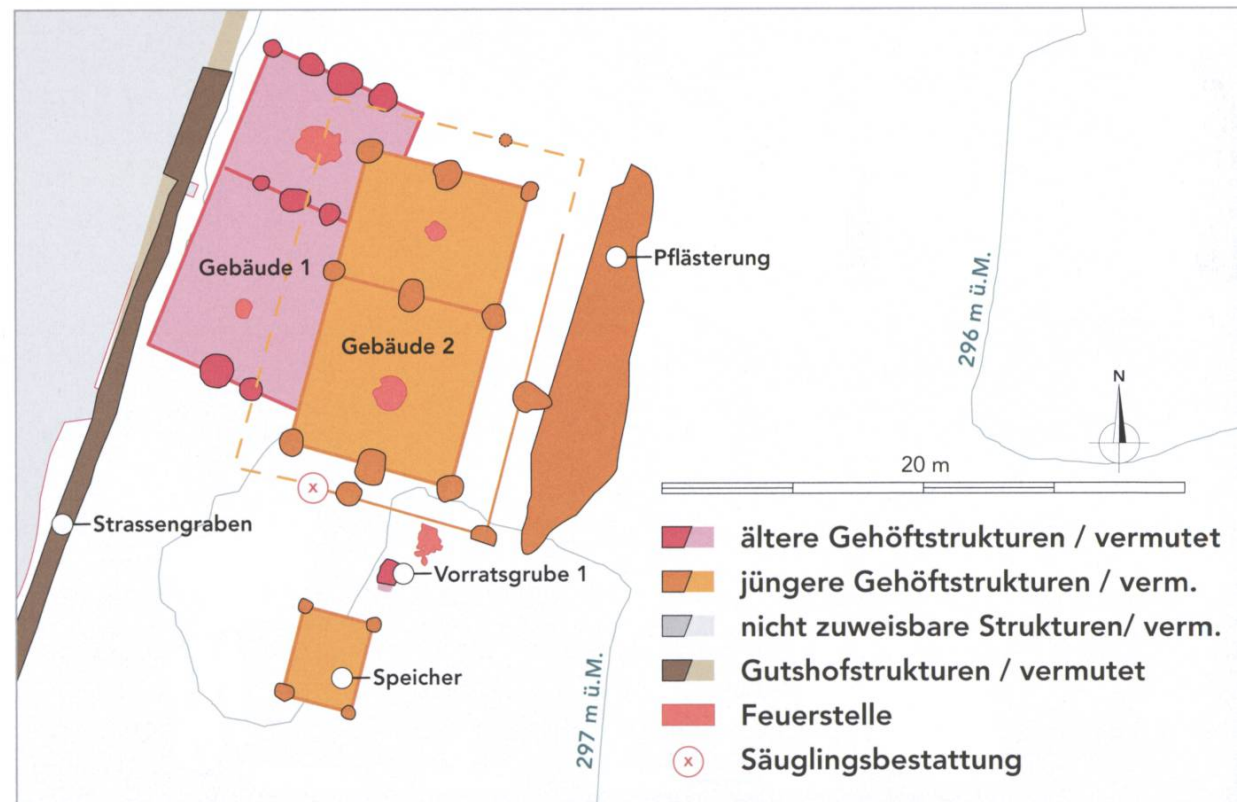 Gebäude 1
Gebäude 2
Pflästerung
296 m ü.M.
N
20 m
Strassengraben
x
Vorratsgrube 1
Speicher
297 m ü.M.
ältere Gehöftstrukturen / vermutet
jüngere Gehöftstrukturen / verm.
nicht zuweisbare Strukturen/ verm.
Gutshofstrukturen / vermutet
Feuerstelle
x Säuglingsbestattung